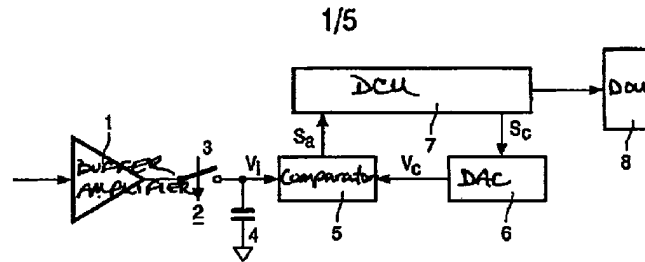 1/5
DCU
DOU
1
3
Sa
7
Sc
8
BUFFER
AMPLIFIER
Vi
Comparator
Vc
DAC
2
4
5
6